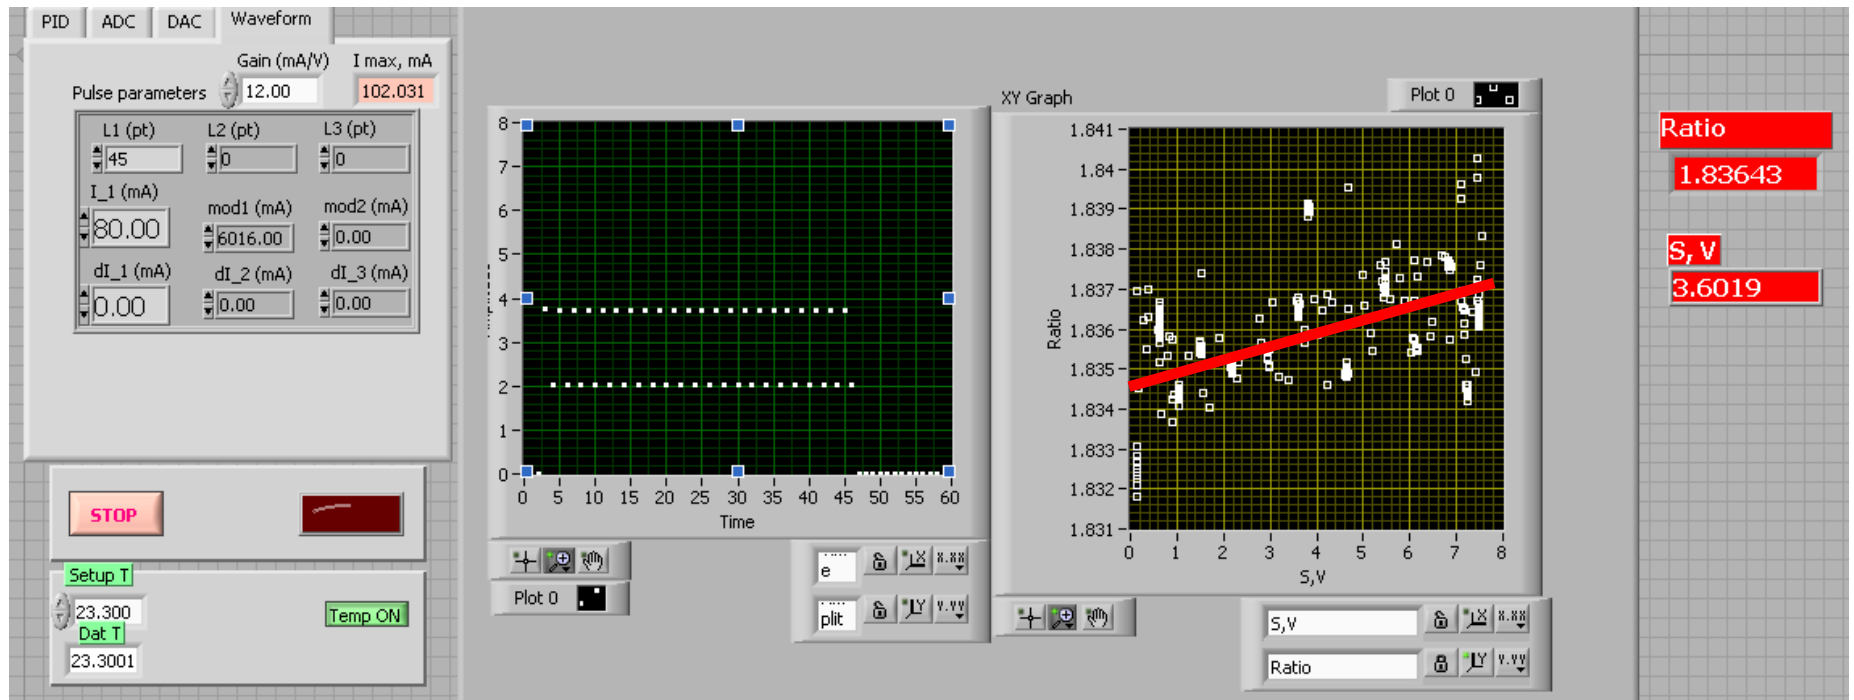 PID ADC DAC Waveform
Gain (mA/V) I max, mA
Pulse parameters 12.00 102.031
L1 (pt) L2 (pt) L3 (pt)
45 0 0
I_1 (mA) mod1 (mA) mod2 (mA)
80.00 6016.00 0.00
dI_1 (mA) dI_2 (mA) dI_3 (mA)
0.00 0.00 0.00
STOP
Setup T
23.300
Temp ON
Dat T
23.3001
8
7
6
5
4
3
2
1
0
0 5 10 15 20 25 30 35 40 45 50 55 60
Time
Plot 0
e
X.XX
plit
Y.YY
XY Graph
Plot 0
1.841
1.84
1.839
1.838
1.837
1.836
1.835
1.834
1.833
1.832
1.831
Ratio
0 1 2 3 4 5 6 7 8
S,V
S,V
X.XX
Ratio
Y.YY
Ratio
1.83643
S, V
3.6019